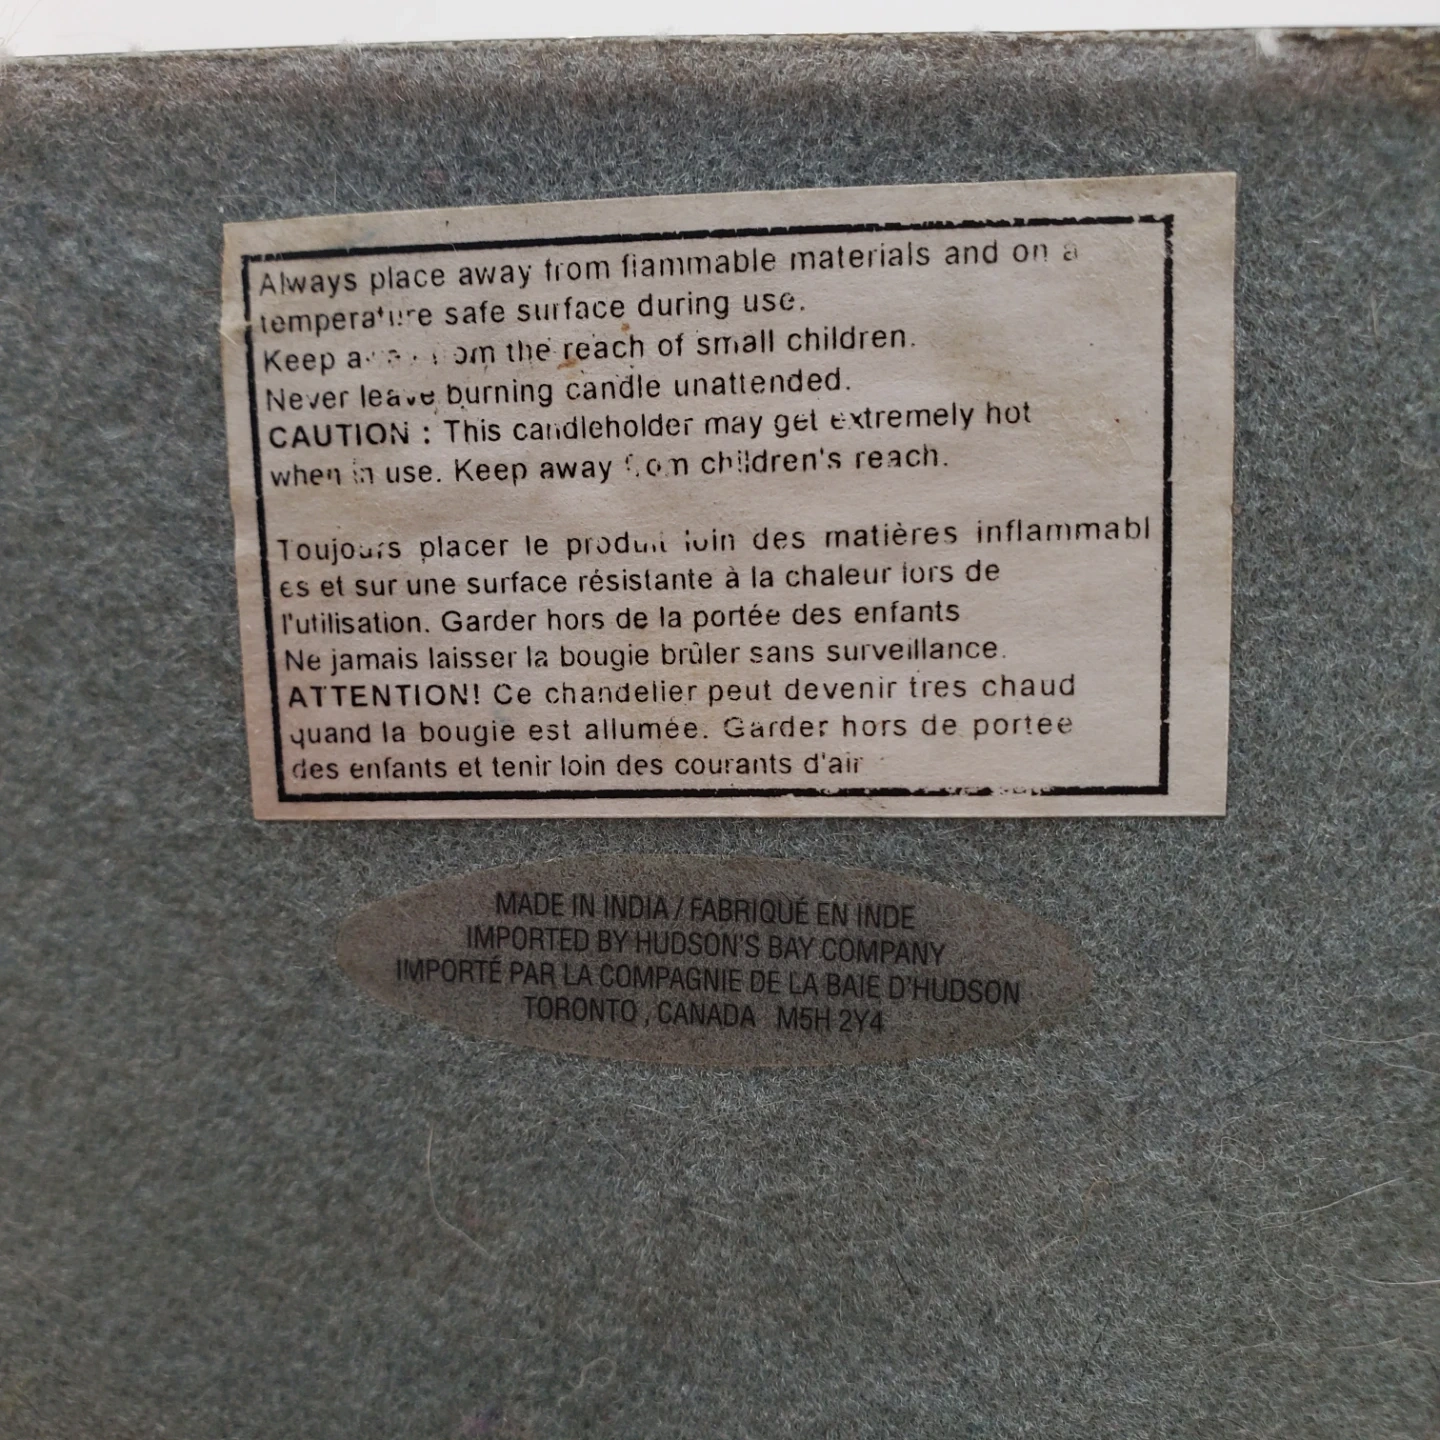 Always place away from flammable materials and on a
temperature safe surface during use.
Keep away from the reach of small children.
Never leave burning candle unattended.
CAUTION : This candleholder may get extremely hot
when in use. Keep away from children's reach.
Toujours placer le produit loin des matières inflammabl
es et sur une surface résistante à la chaleur lors de
l'utilisation. Garder hors de la portée des enfants
Ne jamais laisser la bougie brûler sans surveillance.
ATTENTION! Ce chandelier peut devenir tres chaud
quand la bougie est allumée. Garder hors de portee
des enfants et tenir loin des courants d'air
MADE IN INDIA / FABRIQUÉ EN INDE
IMPORTED BY HUDSON'S BAY COMPANY
IMPORTÉ PAR LA COMPAGNIE DE LA BAIE D'HUDSON
TORONTO , CANADA M5H 2Y4